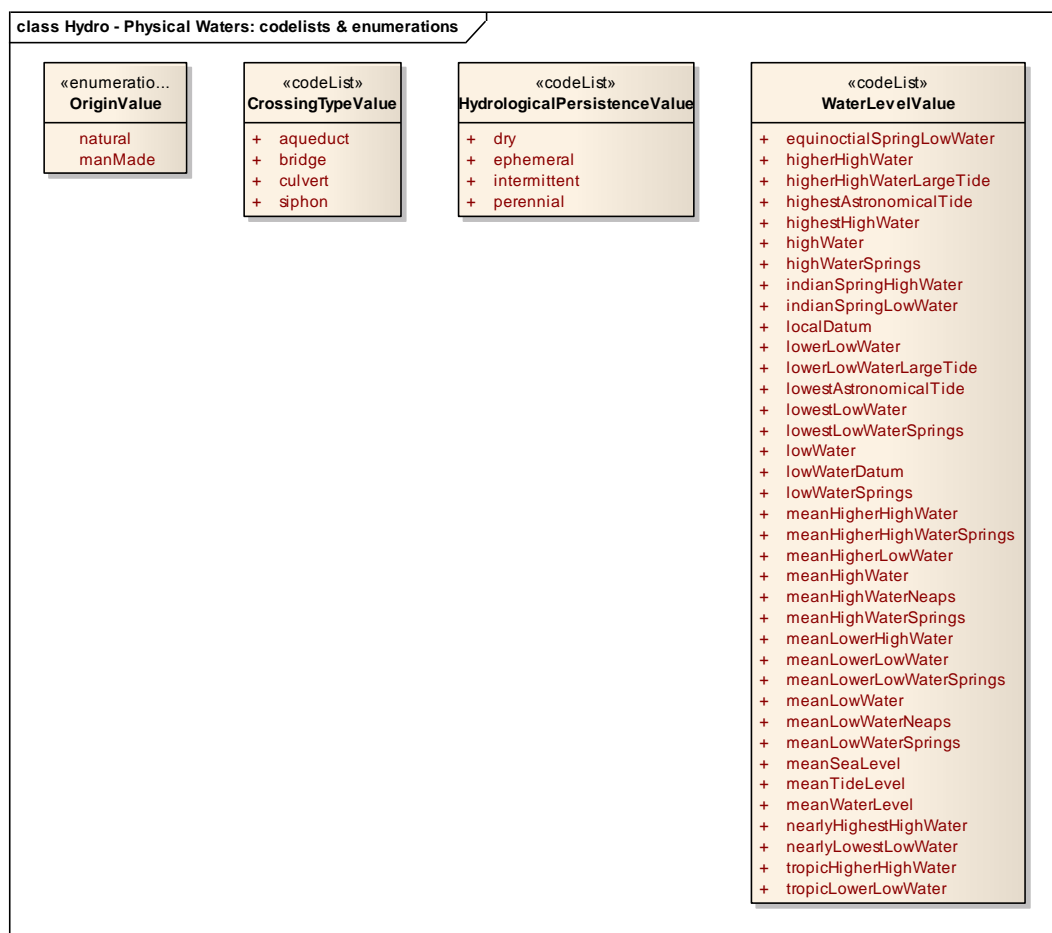 class Hydro - Physical Waters: codelists & enumerations
«enumeratio...
OriginValue
natural
manMade
«codeList»
CrossingTypeValue
+ aqueduct
+ bridge
+ culvert
+ siphon
«codeList»
HydrologicalPersistenceValue
+ dry
+ ephemeral
+ intermittent
+ perennial
«codeList»
WaterLevelValue
+ equinoctialSpringLowWater
+ higherHighWater
+ higherHighWaterLargeTide
+ highestAstronomicalTide
+ highestHighWater
+ highWater
+ highWaterSprings
+ indianSpringHighWater
+ indianSpringLowWater
+ localDatum
+ lowerLowWater
+ lowerLowWaterLargeTide
+ lowestAstronomicalTide
+ lowestLowWater
+ lowestLowWaterSprings
+ lowWater
+ lowWaterDatum
+ lowWaterSprings
+ meanHigherHighWater
+ meanHigherHighWaterSprings
+ meanHigherLowWater
+ meanHighWater
+ meanHighWaterNeaps
+ meanHighWaterSprings
+ meanLowerHighWater
+ meanLowerLowWater
+ meanLowerLowWaterSprings
+ meanLowWater
+ meanLowWaterNeaps
+ meanLowWaterSprings
+ meanSeaLevel
+ meanTideLevel
+ meanWaterLevel
+ nearlyHighestHighWater
+ nearlyLowestLowWater
+ tropicHigherHighWater
+ tropicLowerLowWater